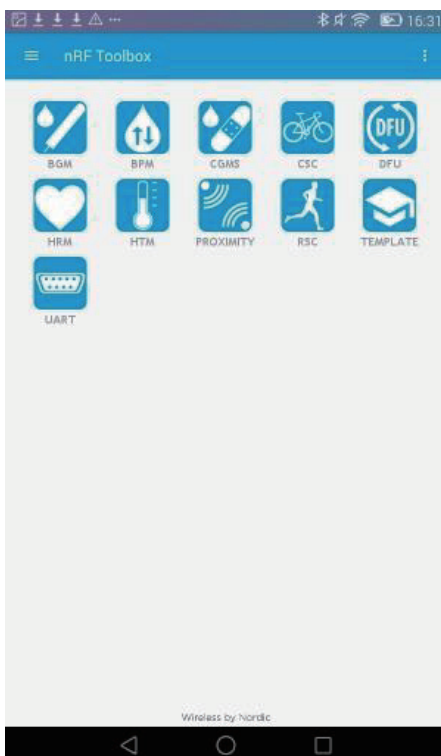 16:31
nRF Toolbox
BGM BPM CGMS CSC DFU
DFU
HRM HTM PROXIMITY RSC TEMPLATE
UART
Wireless by Nordic